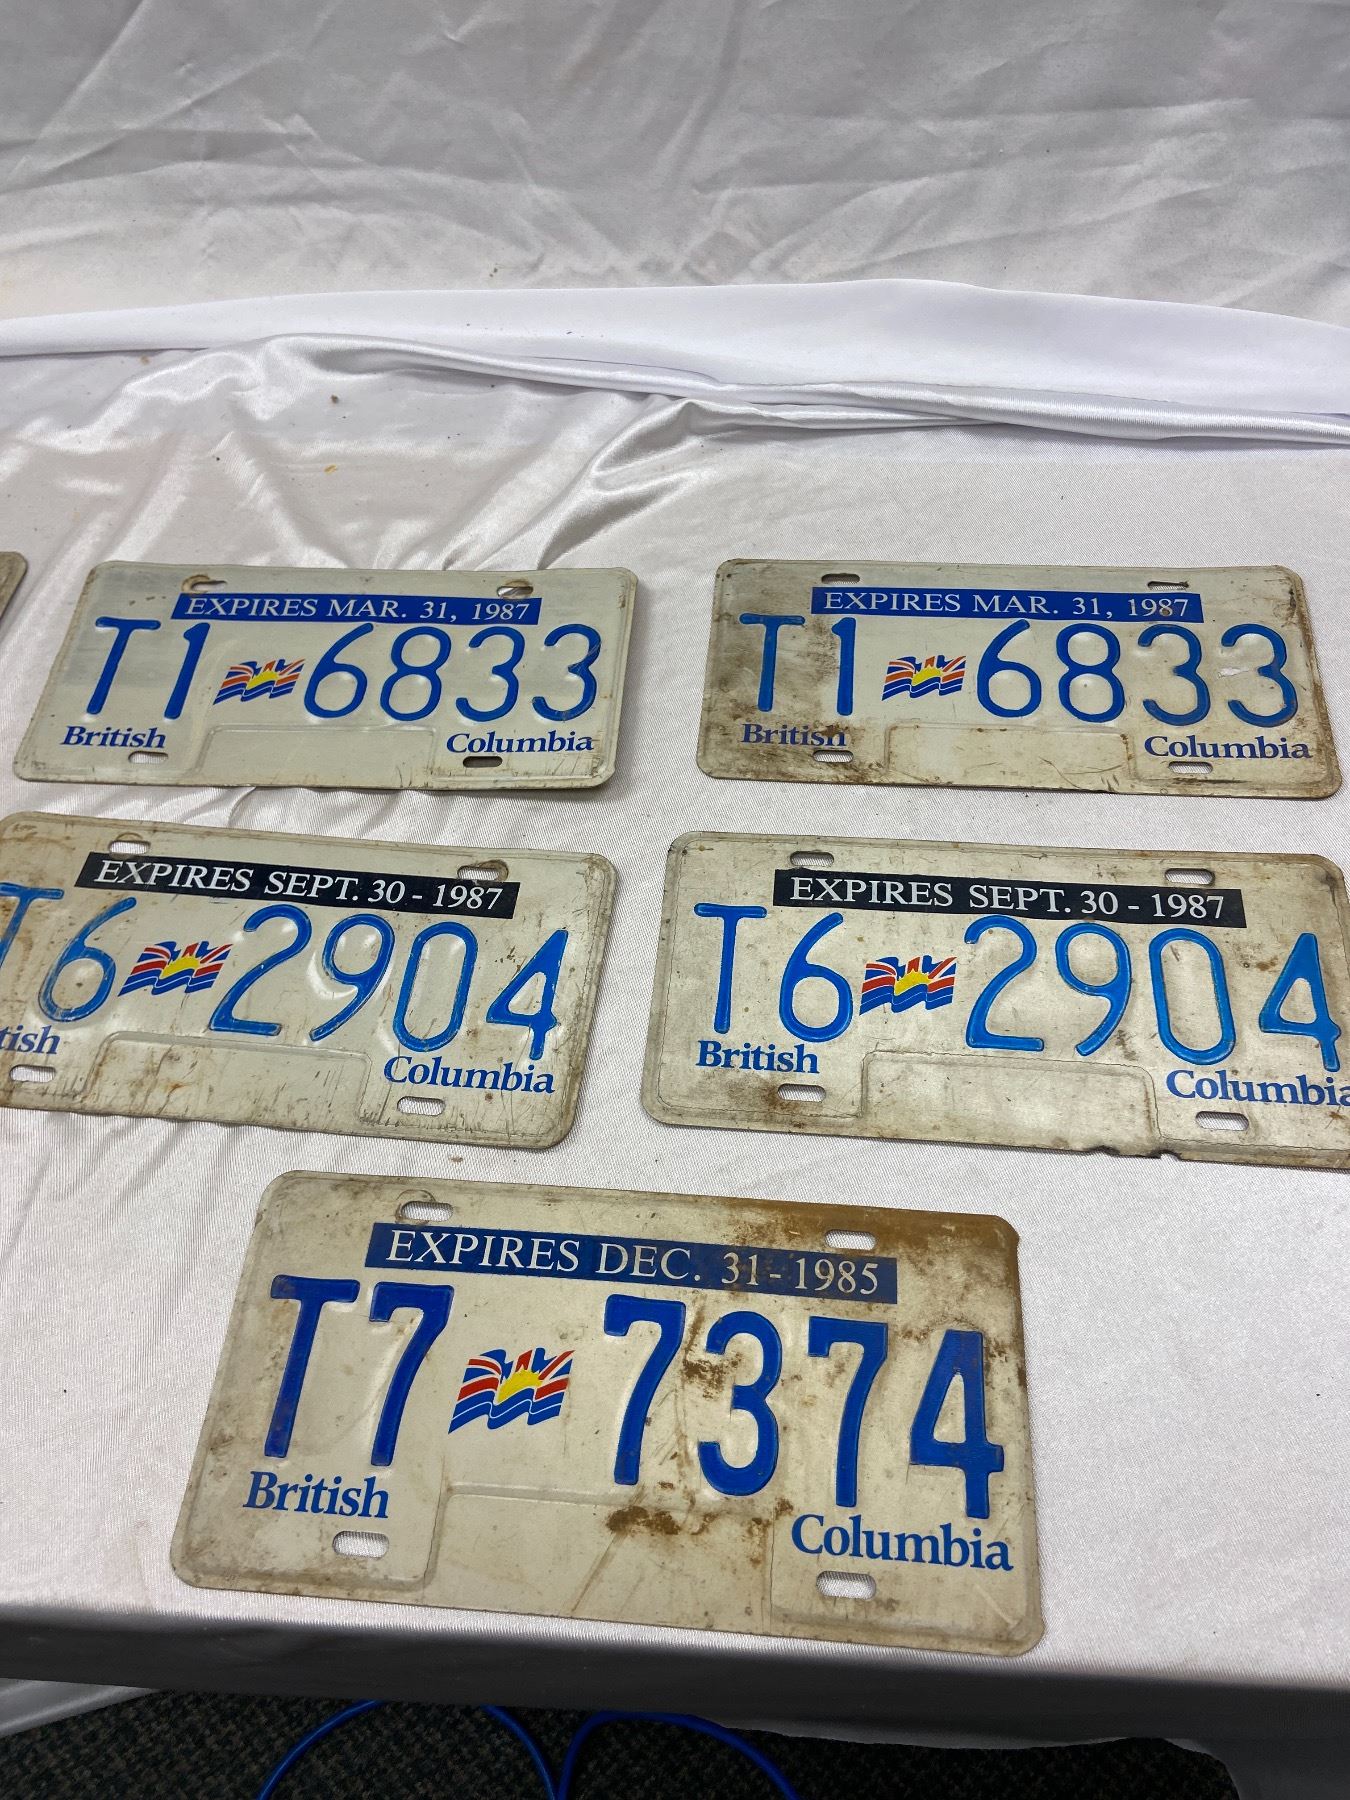 EXPIRES MAR. 31, 1987
T1 6833
British Columbia
EXPIRES MAR. 31, 1987
T1 6833
British Columbia
EXPIRES SEPT. 30 - 1987
T6 2904
tish Columbia
EXPIRES SEPT. 30 - 1987
T6 2904
British Columbia
EXPIRES DEC. 31 - 1985
T7 7374
British Columbia